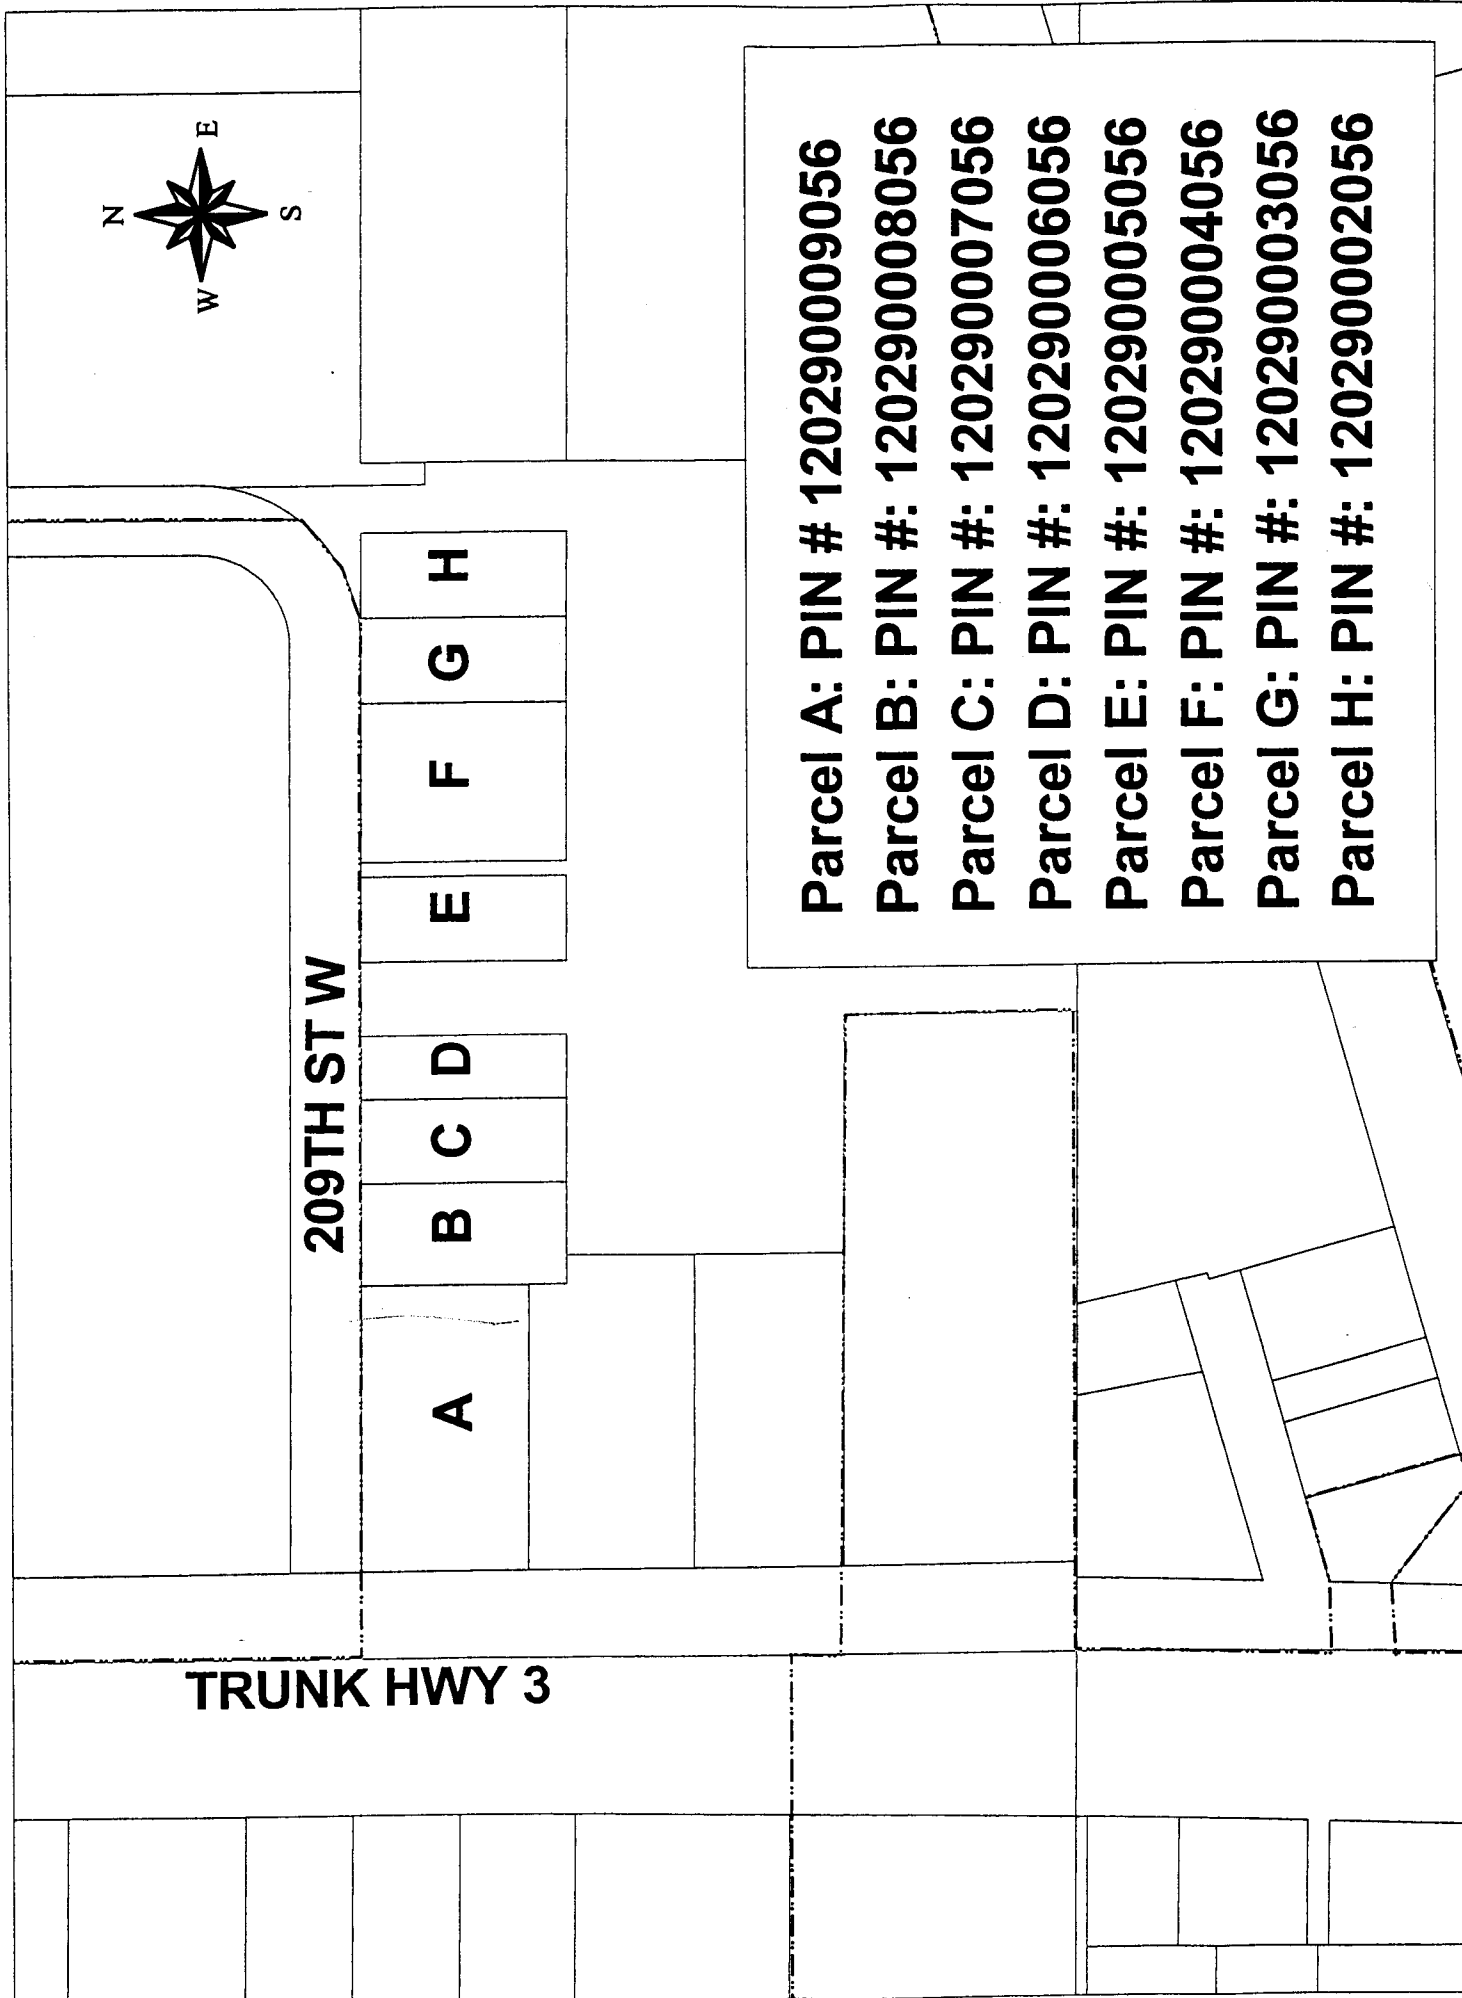 N
W
E
S
209TH ST W
A
B
C
D
E
F
G
H
TRUNK HWY 3
Parcel A: PIN # 120290009056
Parcel B: PIN #: 120290008056
Parcel C: PIN #: 120290007056
Parcel D: PIN #: 120290006056
Parcel E: PIN #: 120290005056
Parcel F: PIN #: 120290004056
Parcel G: PIN #: 120290003056
Parcel H: PIN #: 120290002056